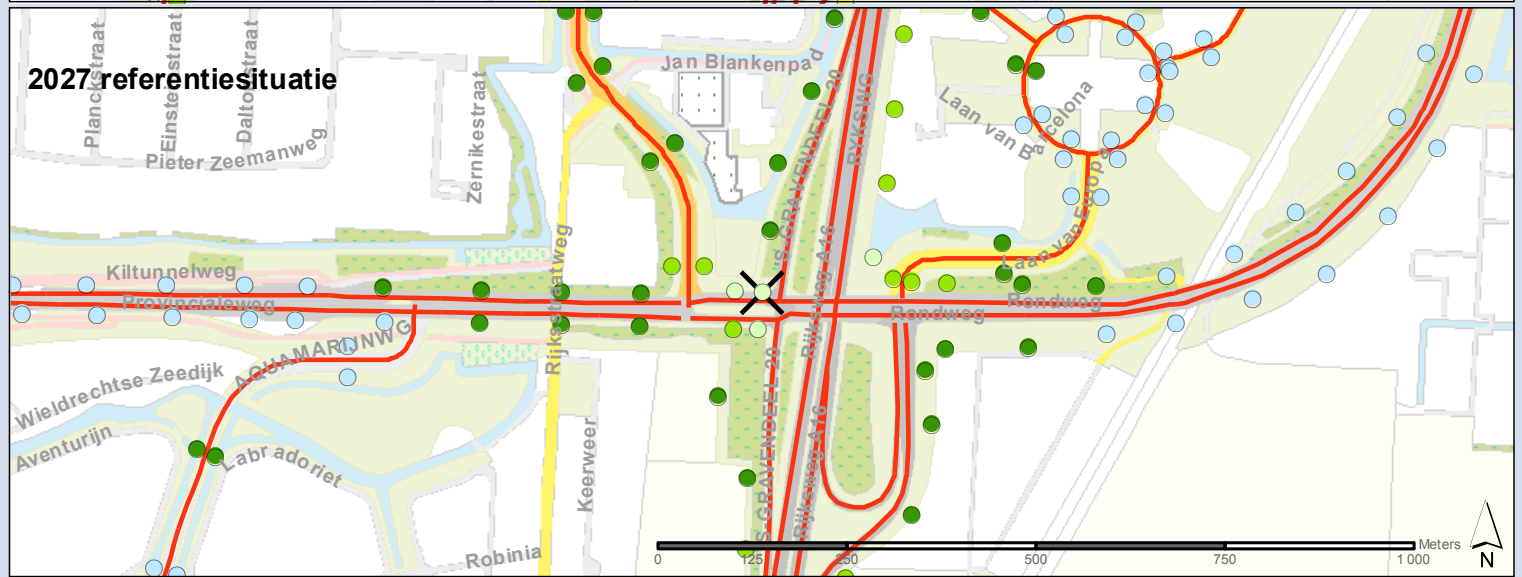 2027 referentiesituatie
Planckstraat
Einsteinstraat
Daltonstraat
Pieter Zeemanweg
Zernikestraat
Jan Blankenpad
'S-GRAVENDEEL 20
RYKSWG
Laan van Barcelona
Laan van Europa
Kiltunnelweg
Provincialeweg
Rijksstraatweg
Rijksweg A16
Rondweg
Rondweg
AQUAMARIJNWG
Wieldrechtse Zeedijk
Aventurijn
Labradoriet
Keerweer
Robinia
S-GRAVENDEEL 20
Rijksweg A16
0 125 250 500 750 1 000
Meters
N